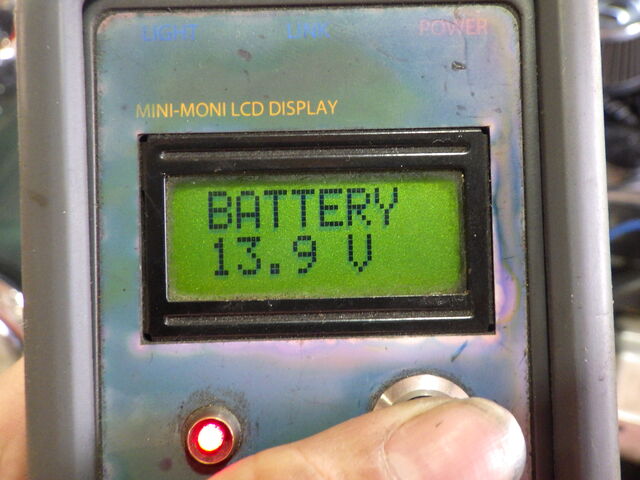 LIGHT LINK POWER
MINI-MONI LCD DISPLAY
BATTERY
13.9 V